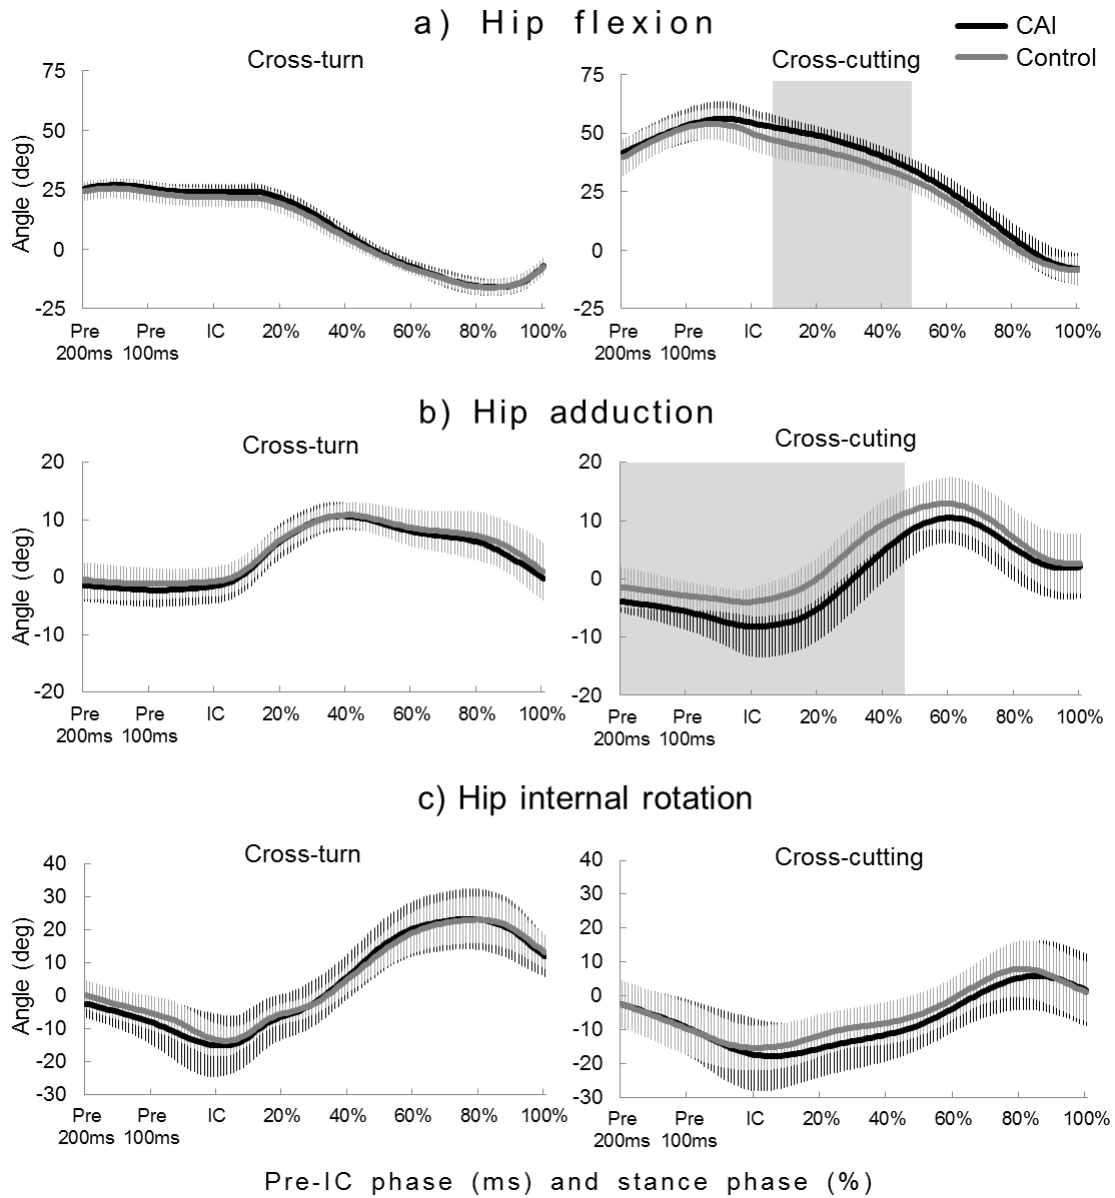 a) Hip flexion
CAI
Control
Cross-turn
Cross-cutting
Angle (deg)
75
50
25
0
-25
Pre 200ms
Pre 100ms
IC
20%
40%
60%
80%
100%
75
50
25
0
-25
Pre 200ms
Pre 100ms
IC
20%
40%
60%
80%
100%
b) Hip adduction
Cross-turn
Cross-cuting
Angle (deg)
20
10
0
-10
-20
Pre 200ms
Pre 100ms
IC
20%
40%
60%
80%
100%
20
10
0
-10
-20
Pre 200ms
Pre 100ms
IC
20%
40%
60%
80%
100%
c) Hip internal rotation
Cross-turn
Cross-cutting
Angle (deg)
40
30
20
10
0
-10
-20
-30
Pre 200ms
Pre 100ms
IC
20%
40%
60%
80%
100%
40
30
20
10
0
-10
-20
-30
Pre 200ms
Pre 100ms
IC
20%
40%
60%
80%
100%
Pre-IC phase (ms) and stance phase (%)